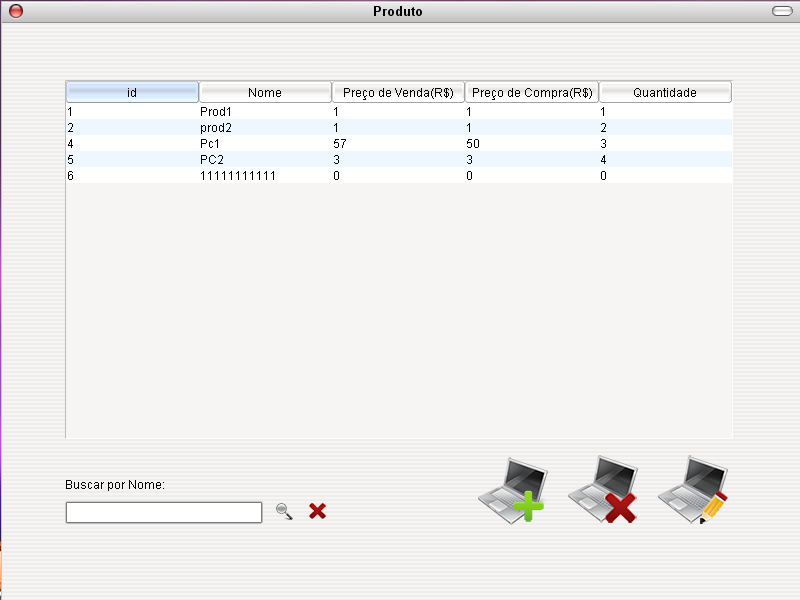 Produto
id Nome Preço de Venda(R$) Preço de Compra(R$) Quantidade
1 Prod1 1 1 1
2 prod2 1 1 2
4 Pc1 57 50 3
5 PC2 3 3 4
6 11111111111 0 0 0
Buscar por Nome: